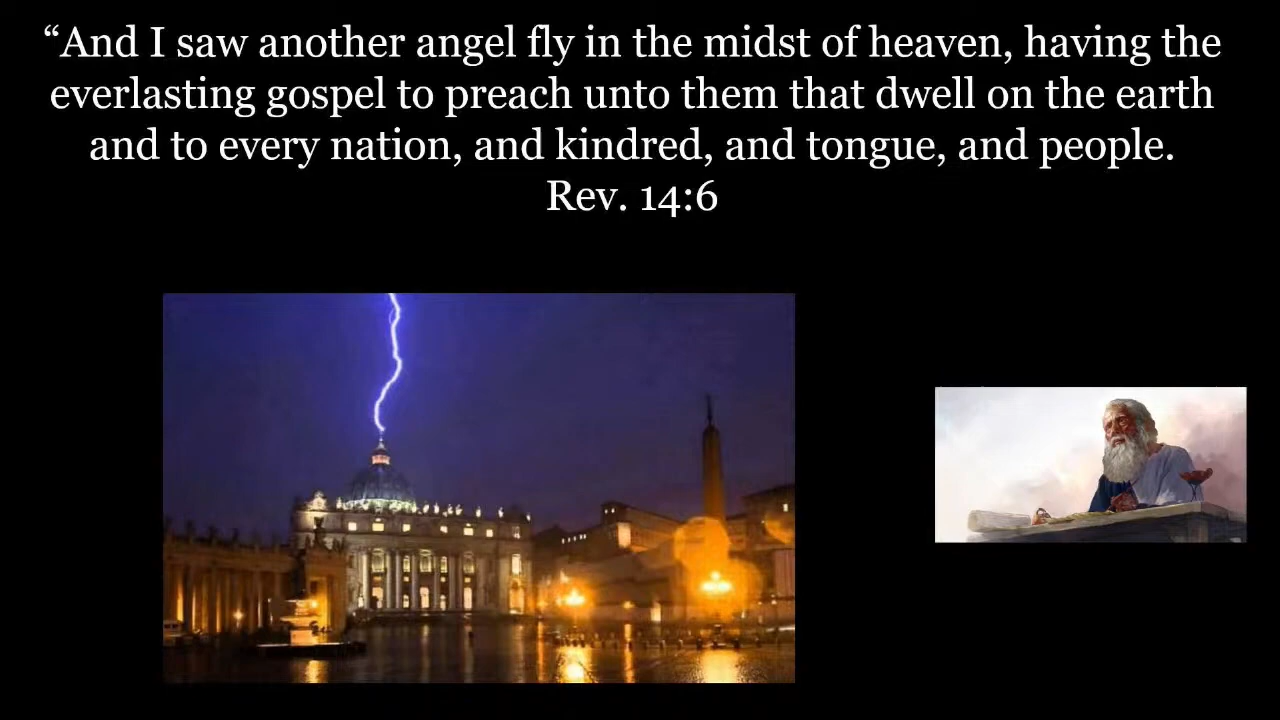 “And I saw another angel fly in the midst of heaven, having the
everlasting gospel to preach unto them that dwell on the earth
and to every nation, and kindred, and tongue, and people.
Rev. 14:6